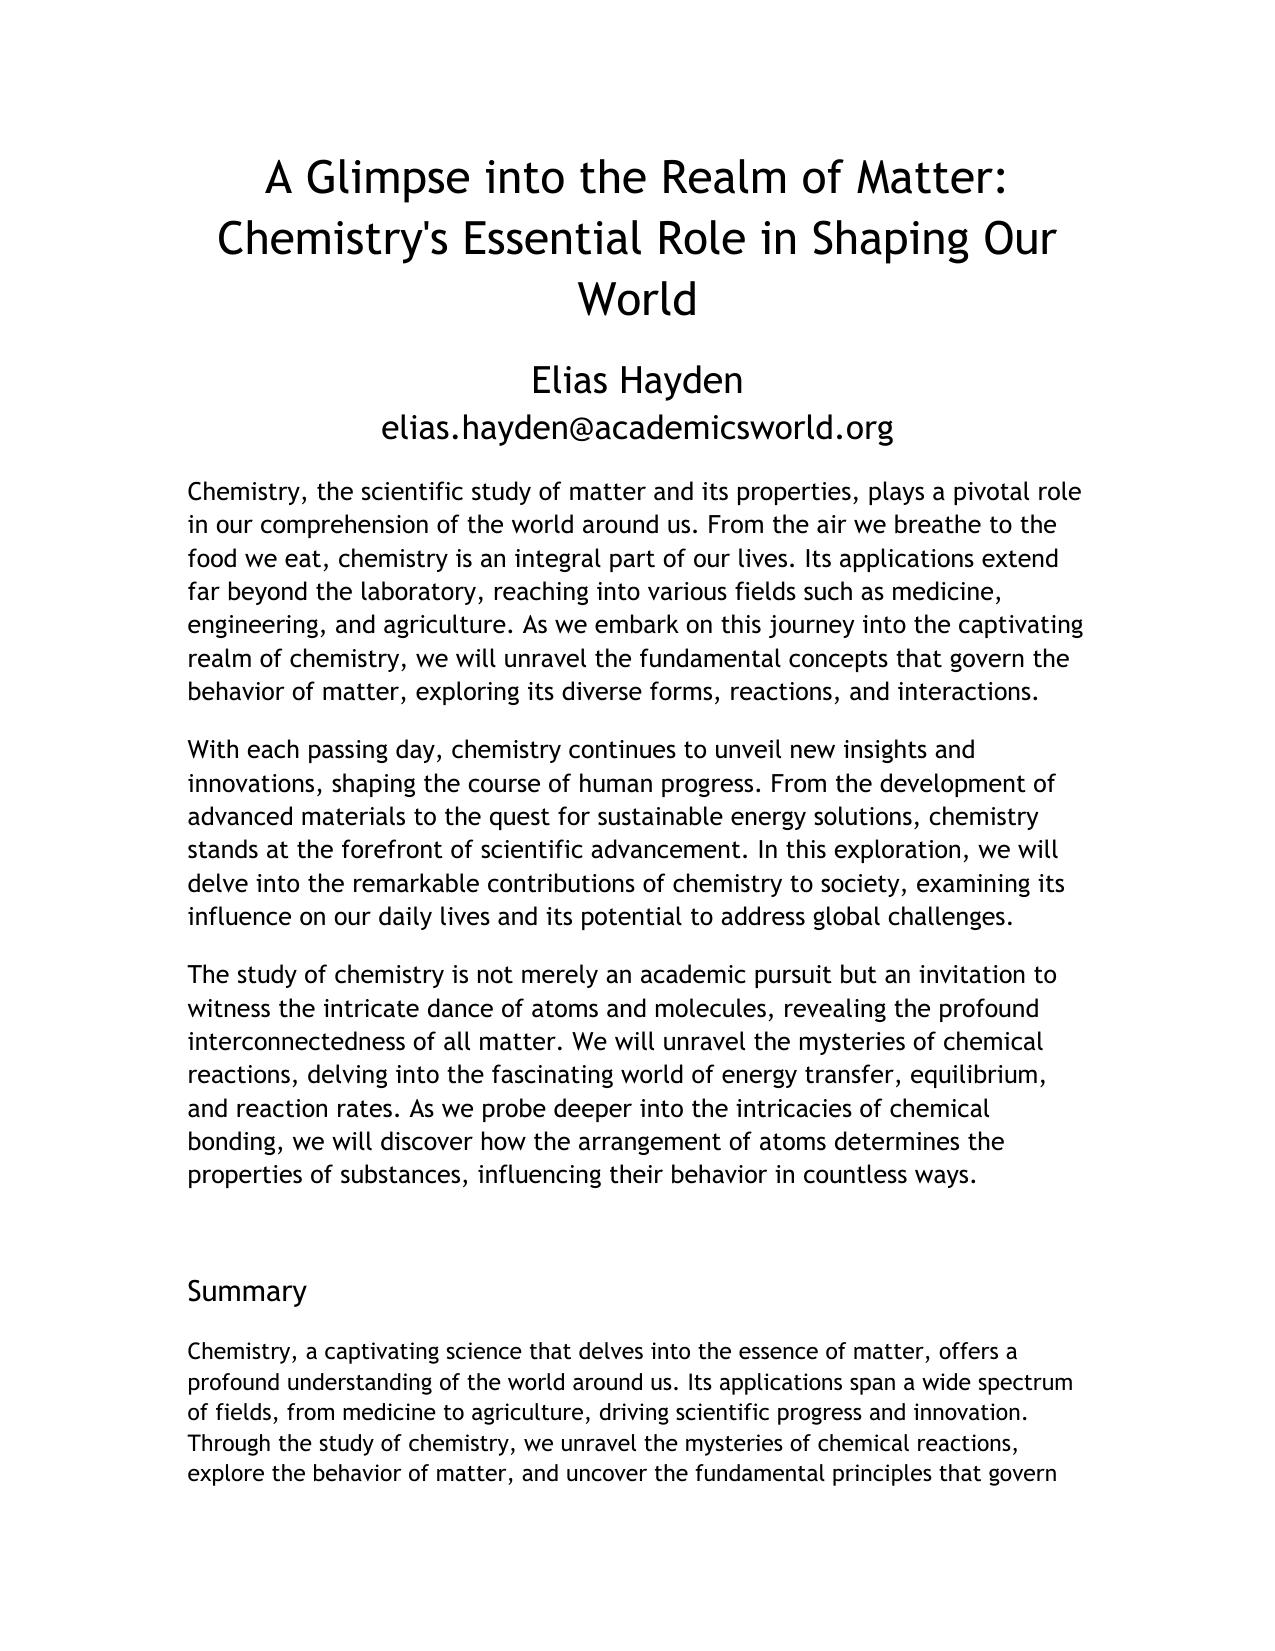 A Glimpse into the Realm of Matter:
Chemistry's Essential Role in Shaping Our
World
Elias Hayden
elias.hayden@academicsworld.org
Chemistry, the scientific study of matter and its properties, plays a pivotal role
in our comprehension of the world around us. From the air we breathe to the
food we eat, chemistry is an integral part of our lives. Its applications extend
far beyond the laboratory, reaching into various fields such as medicine,
engineering, and agriculture. As we embark on this journey into the captivating
realm of chemistry, we will unravel the fundamental concepts that govern the
behavior of matter, exploring its diverse forms, reactions, and interactions.
With each passing day, chemistry continues to unveil new insights and
innovations, shaping the course of human progress. From the development of
advanced materials to the quest for sustainable energy solutions, chemistry
stands at the forefront of scientific advancement. In this exploration, we will
delve into the remarkable contributions of chemistry to society, examining its
influence on our daily lives and its potential to address global challenges.
The study of chemistry is not merely an academic pursuit but an invitation to
witness the intricate dance of atoms and molecules, revealing the profound
interconnectedness of all matter. We will unravel the mysteries of chemical
reactions, delving into the fascinating world of energy transfer, equilibrium,
and reaction rates. As we probe deeper into the intricacies of chemical
bonding, we will discover how the arrangement of atoms determines the
properties of substances, influencing their behavior in countless ways.
Summary
Chemistry, a captivating science that delves into the essence of matter, offers a
profound understanding of the world around us. Its applications span a wide spectrum
of fields, from medicine to agriculture, driving scientific progress and innovation.
Through the study of chemistry, we unravel the mysteries of chemical reactions,
explore the behavior of matter, and uncover the fundamental principles that govern